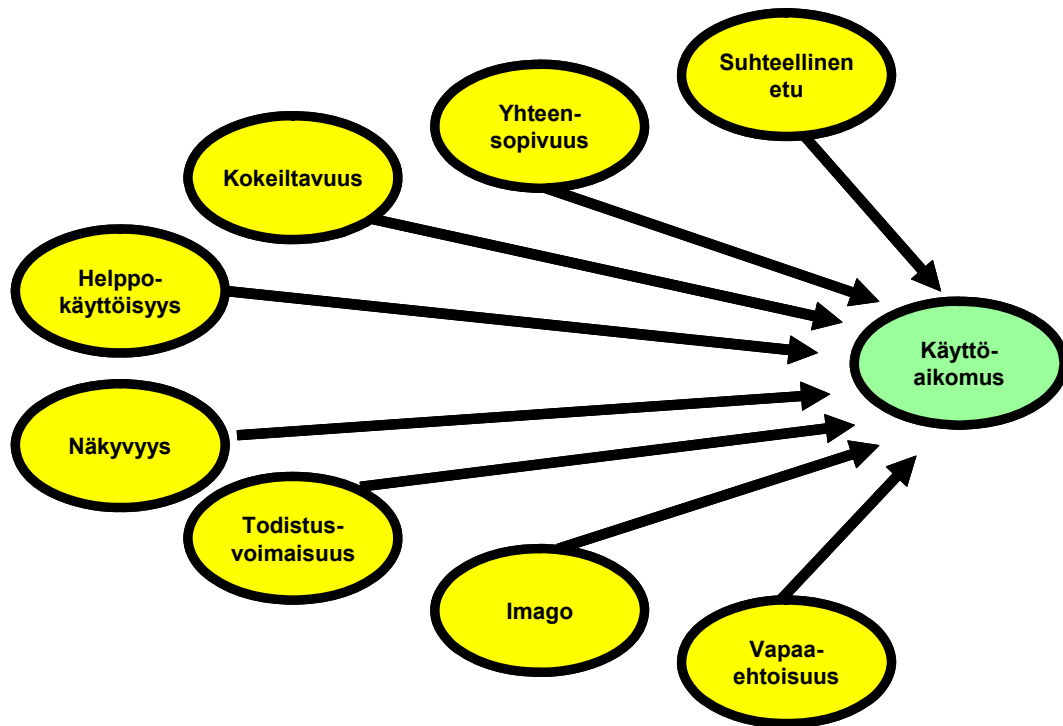 Suhteellinen
etu
Yhteen-
sopivuus
Kokeiltavuus
Helppo-
käyttöisyys
Käyttö-
aikomus
Näkyvyys
Todistus-
voimaisuus
Imago
Vapaa-
ehtoisuus